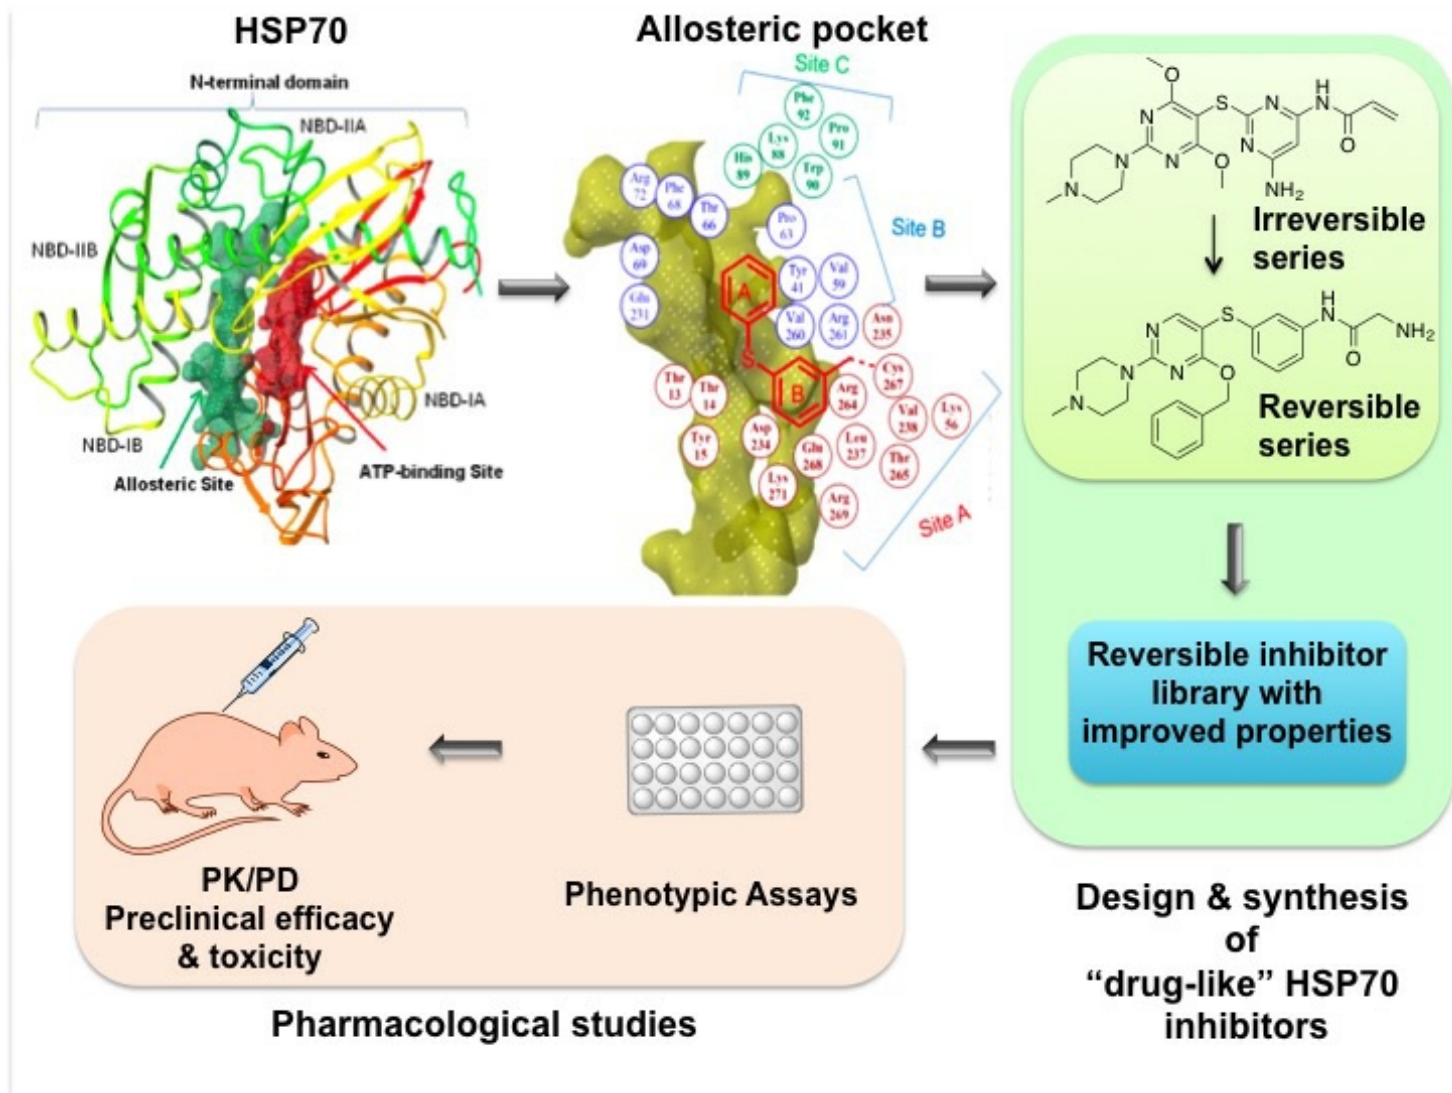 HSP70
N-terminal domain
NBD-IIA
NBD-IIB
NBD-IA
NBD-IB
Allosteric Site
ATP-binding Site
Allosteric pocket
Site C
Phe
92
Lys
88
Pro
91
His
89
Trp
90
Arg
72
Phe
68
Thr
66
Pro
63
Site B
Asp
69
Tyr
41
Val
59
Glu
231
Val
260
Arg
261
Asn
235
A
S
B
Thr
13
Thr
14
Arg
264
Cys
267
Tyr
15
Asp
234
Glu
268
Leu
237
Val
238
Lys
56
Thr
265
Lys
271
Arg
269
Site A
O
N
S
N
H
N
N
N
N
O
N
O
N
NH2
Irreversible
series
S
H
N
NH2
N
O
N
N
O
N
Reversible
series
Reversible inhibitor
library with
improved properties
Design & synthesis
of
“drug-like” HSP70
inhibitors
Phenotypic Assays
PK/PD
Preclinical efficacy
& toxicity
Pharmacological studies